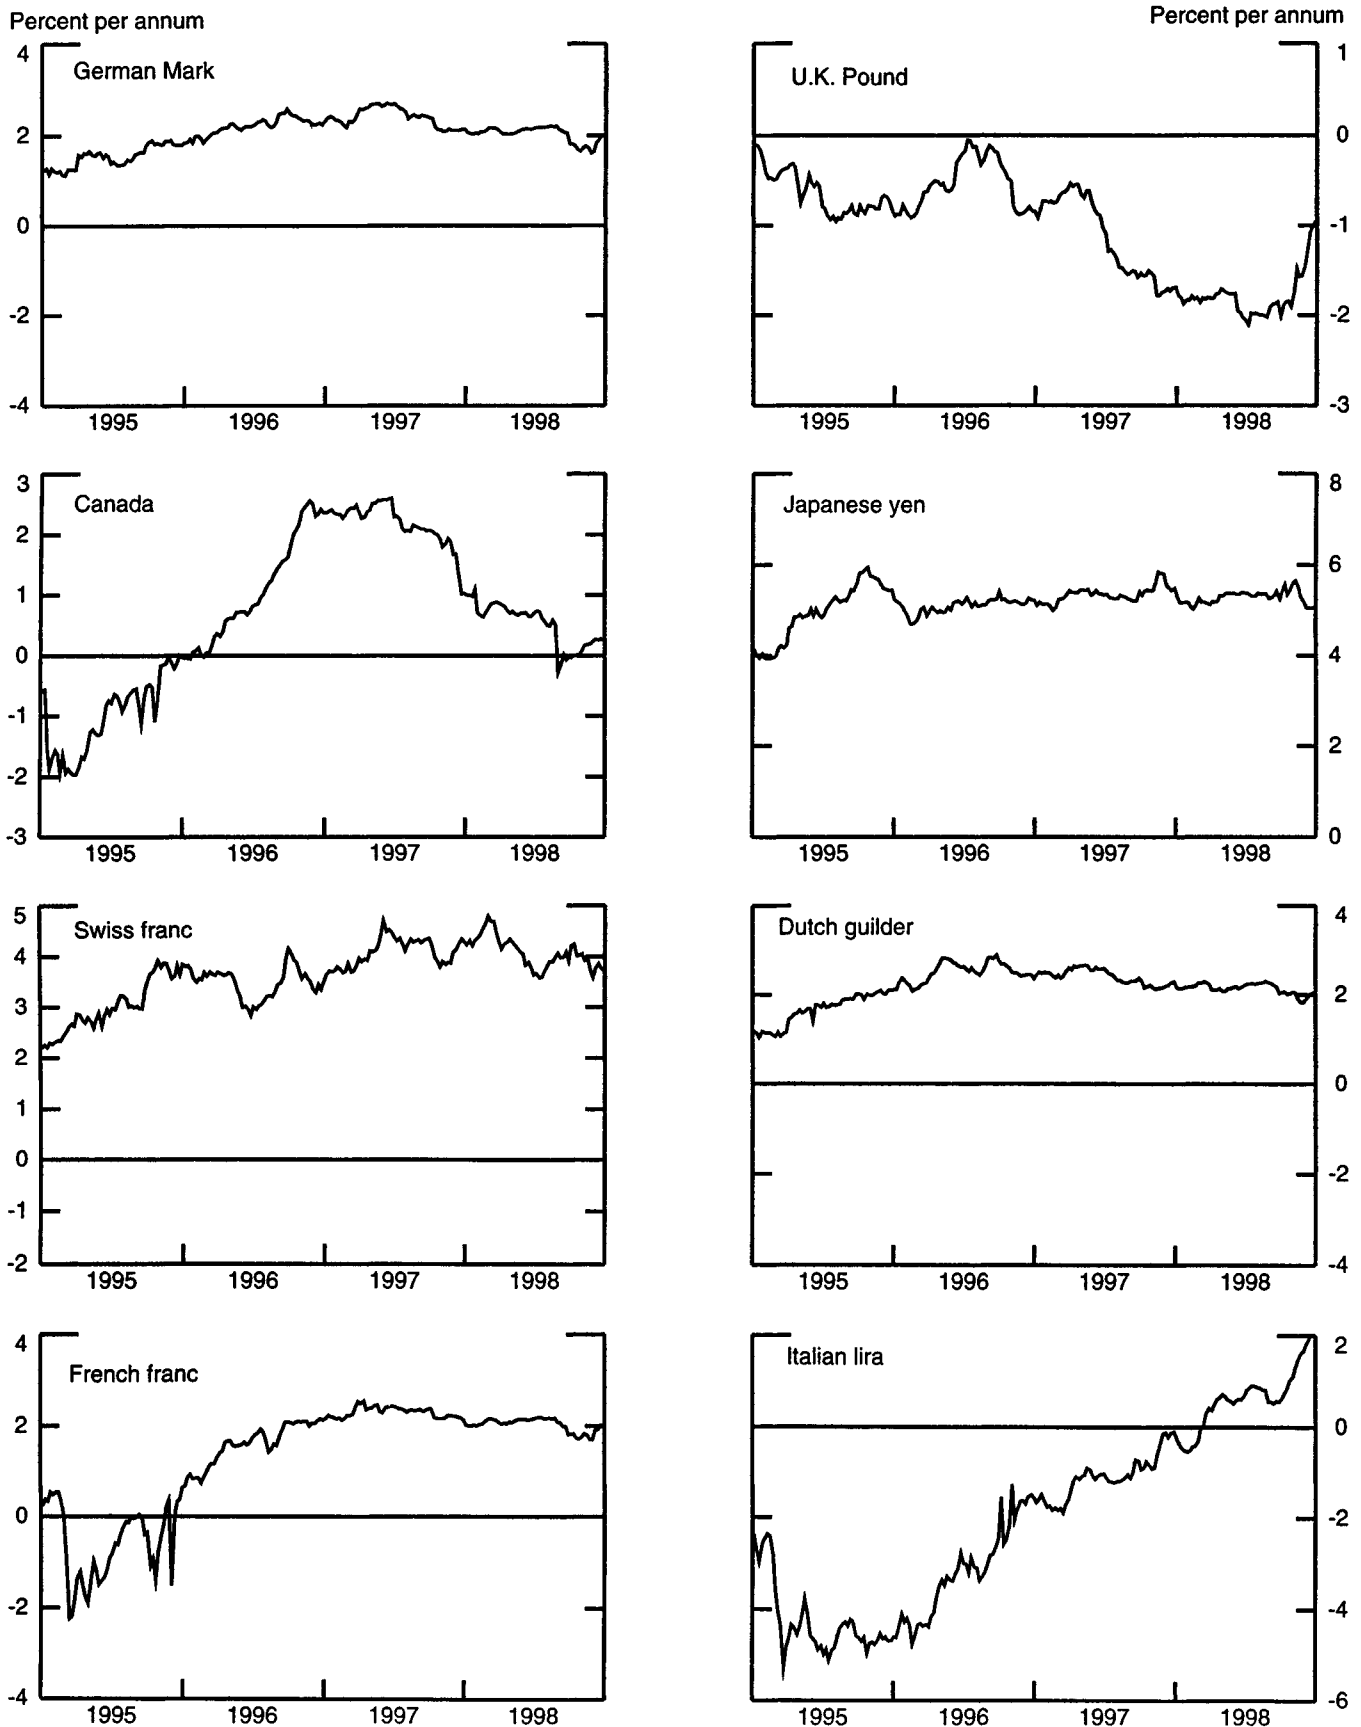 Percent per annum
Percent per annum
German Mark
4
2
0
-2
-4
1995 1996 1997 1998
U.K. Pound
1
0
-1
-2
-3
1995 1996 1997 1998
Canada
3
2
1
0
-1
-2
-3
1995 1996 1997 1998
Japanese yen
8
6
4
2
0
1995 1996 1997 1998
Swiss franc
5
4
3
2
1
0
-1
-2
1995 1996 1997 1998
Dutch guilder
4
2
0
-2
-4
1995 1996 1997 1998
French franc
4
2
0
-2
-4
1995 1996 1997 1998
Italian lira
2
0
-2
-4
-6
1995 1996 1997 1998